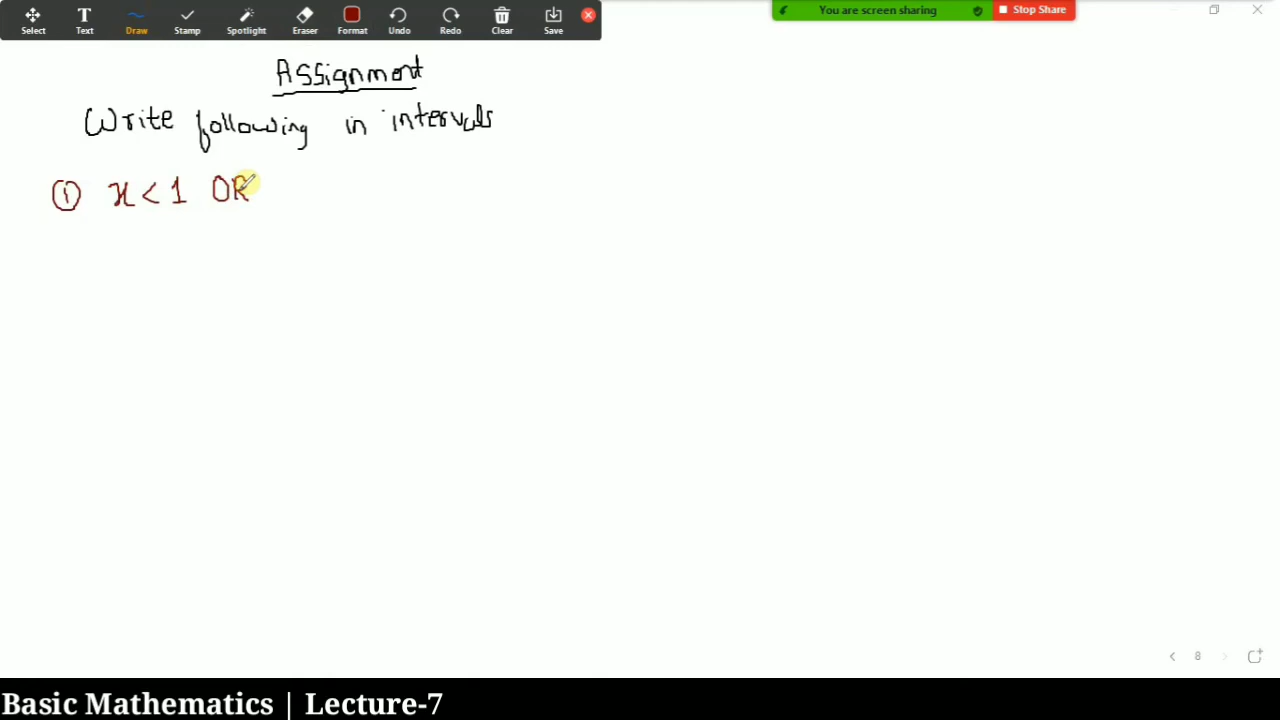 Select Text Draw Stamp Spotlight Eraser Format Undo Redo Clear Save
You are screen sharing Stop Share
Assignment
Write following in intervals
① x < 1 OR
8
Basic Mathematics | Lecture-7